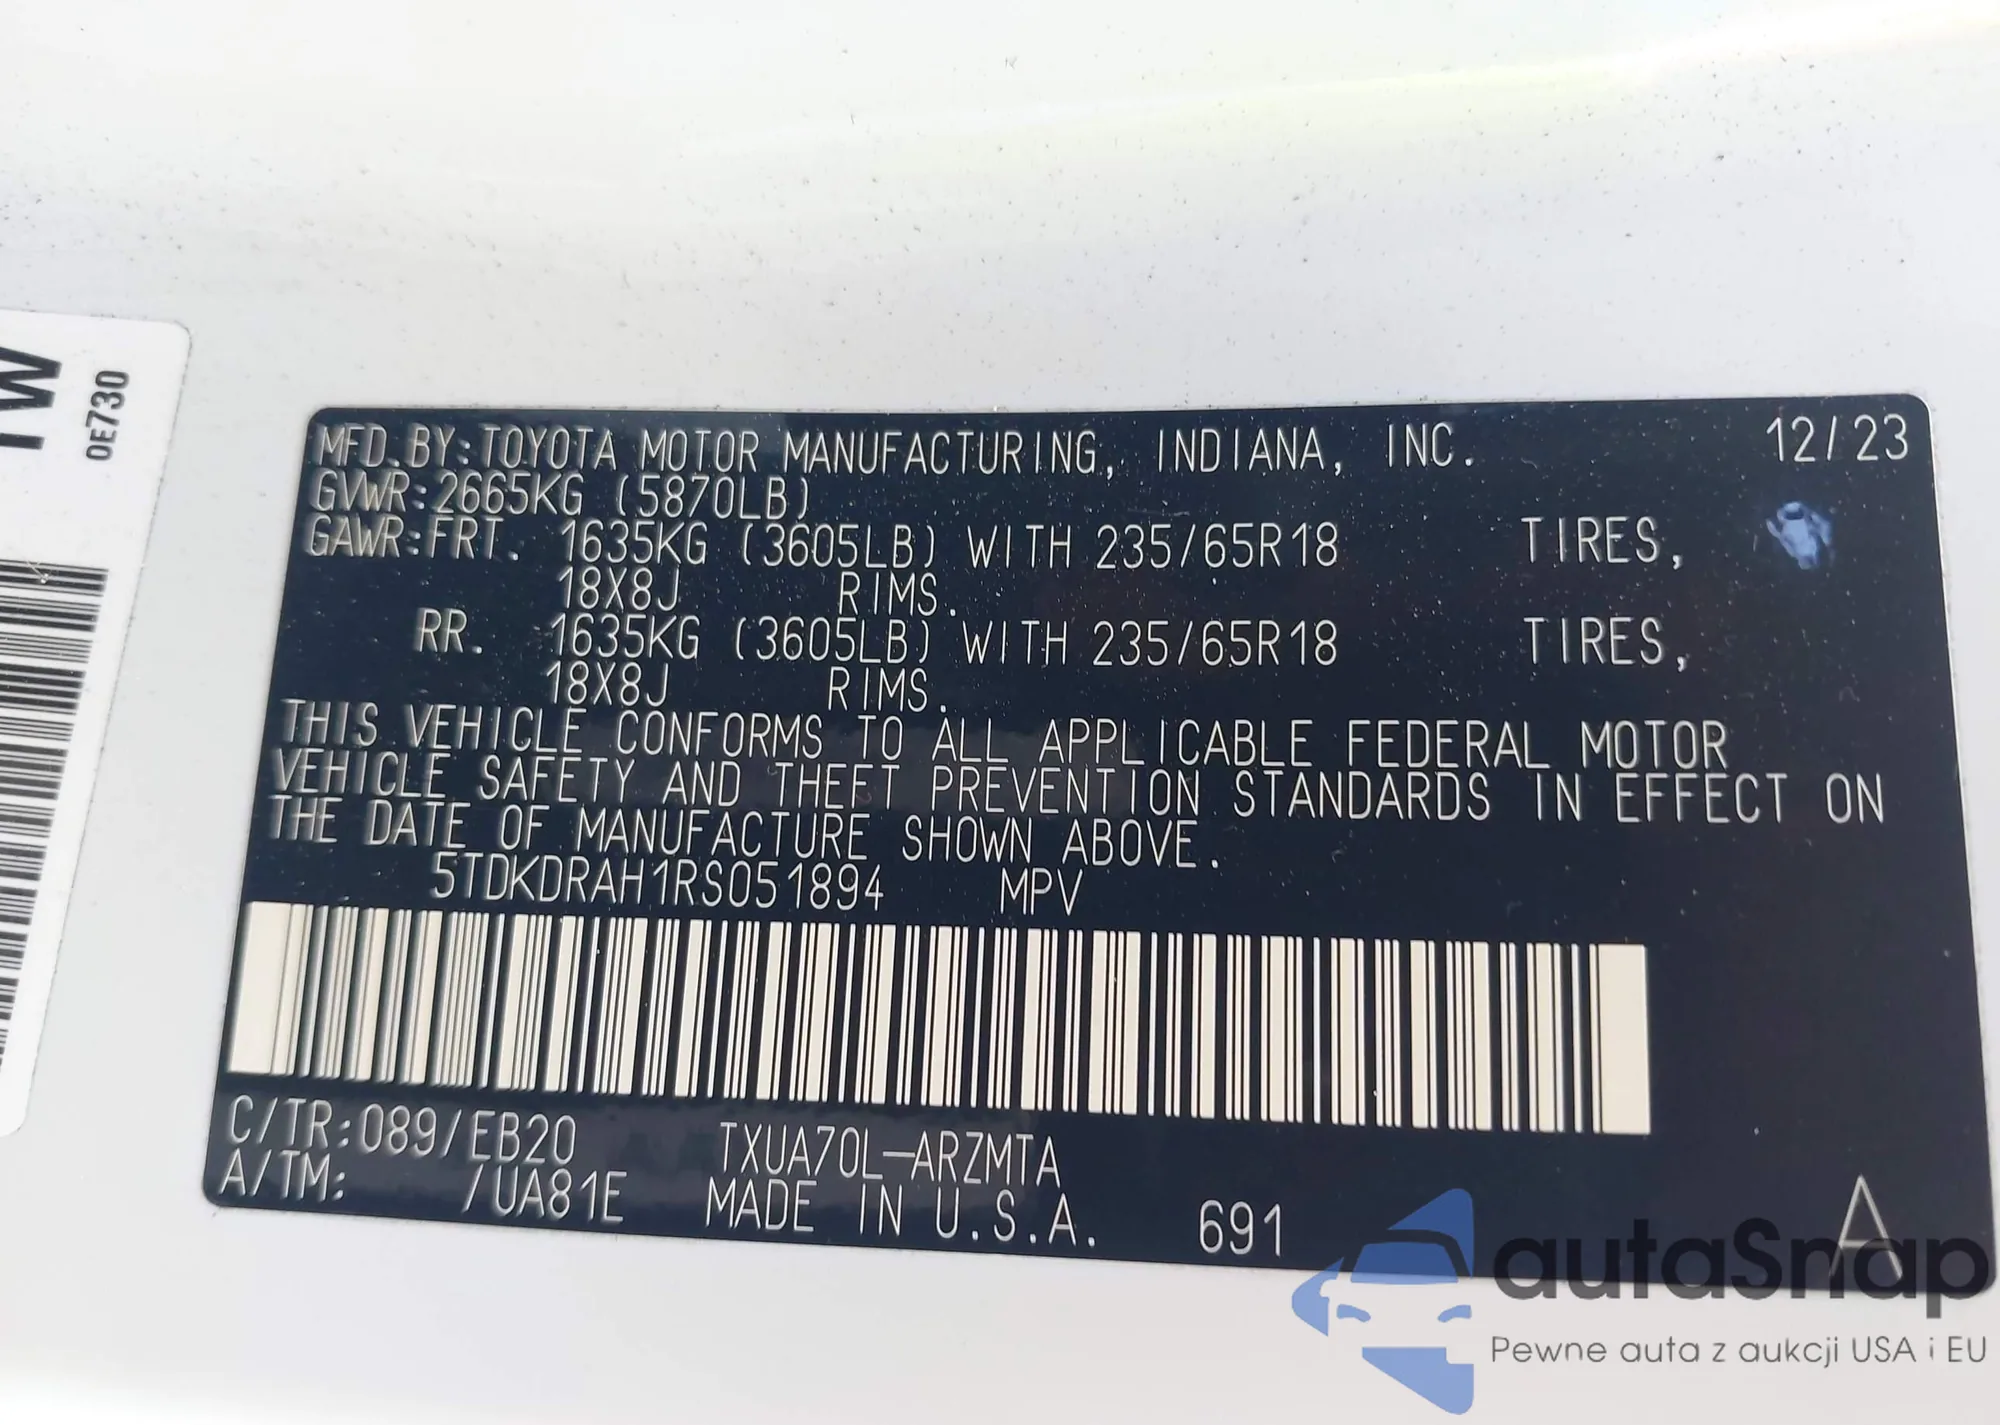 TW
0E730
MFD.BY:TOYOTA MOTOR MANUFACTURING, INDIANA, INC. 12/23
GVWR:2665KG (5870LB)
GAWR:FRT. 1635KG (3605LB) WITH 235/65R18 TIRES,
18X8J RIMS.
RR. 1635KG (3605LB) WITH 235/65R18 TIRES,
18X8J RIMS.
THIS VEHICLE CONFORMS TO ALL APPLICABLE FEDERAL MOTOR
VEHICLE SAFETY AND THEFT PREVENTION STANDARDS IN EFFECT ON
THE DATE OF MANUFACTURE SHOWN ABOVE.
5TDKDRAH1RS051894 MPV
C/TR:089/EB20 TXUA70L-ARZMTA
A/TM: /UA81E MADE IN U.S.A. 691 A
autaSnap
Pewne auta z aukcji USA i EU